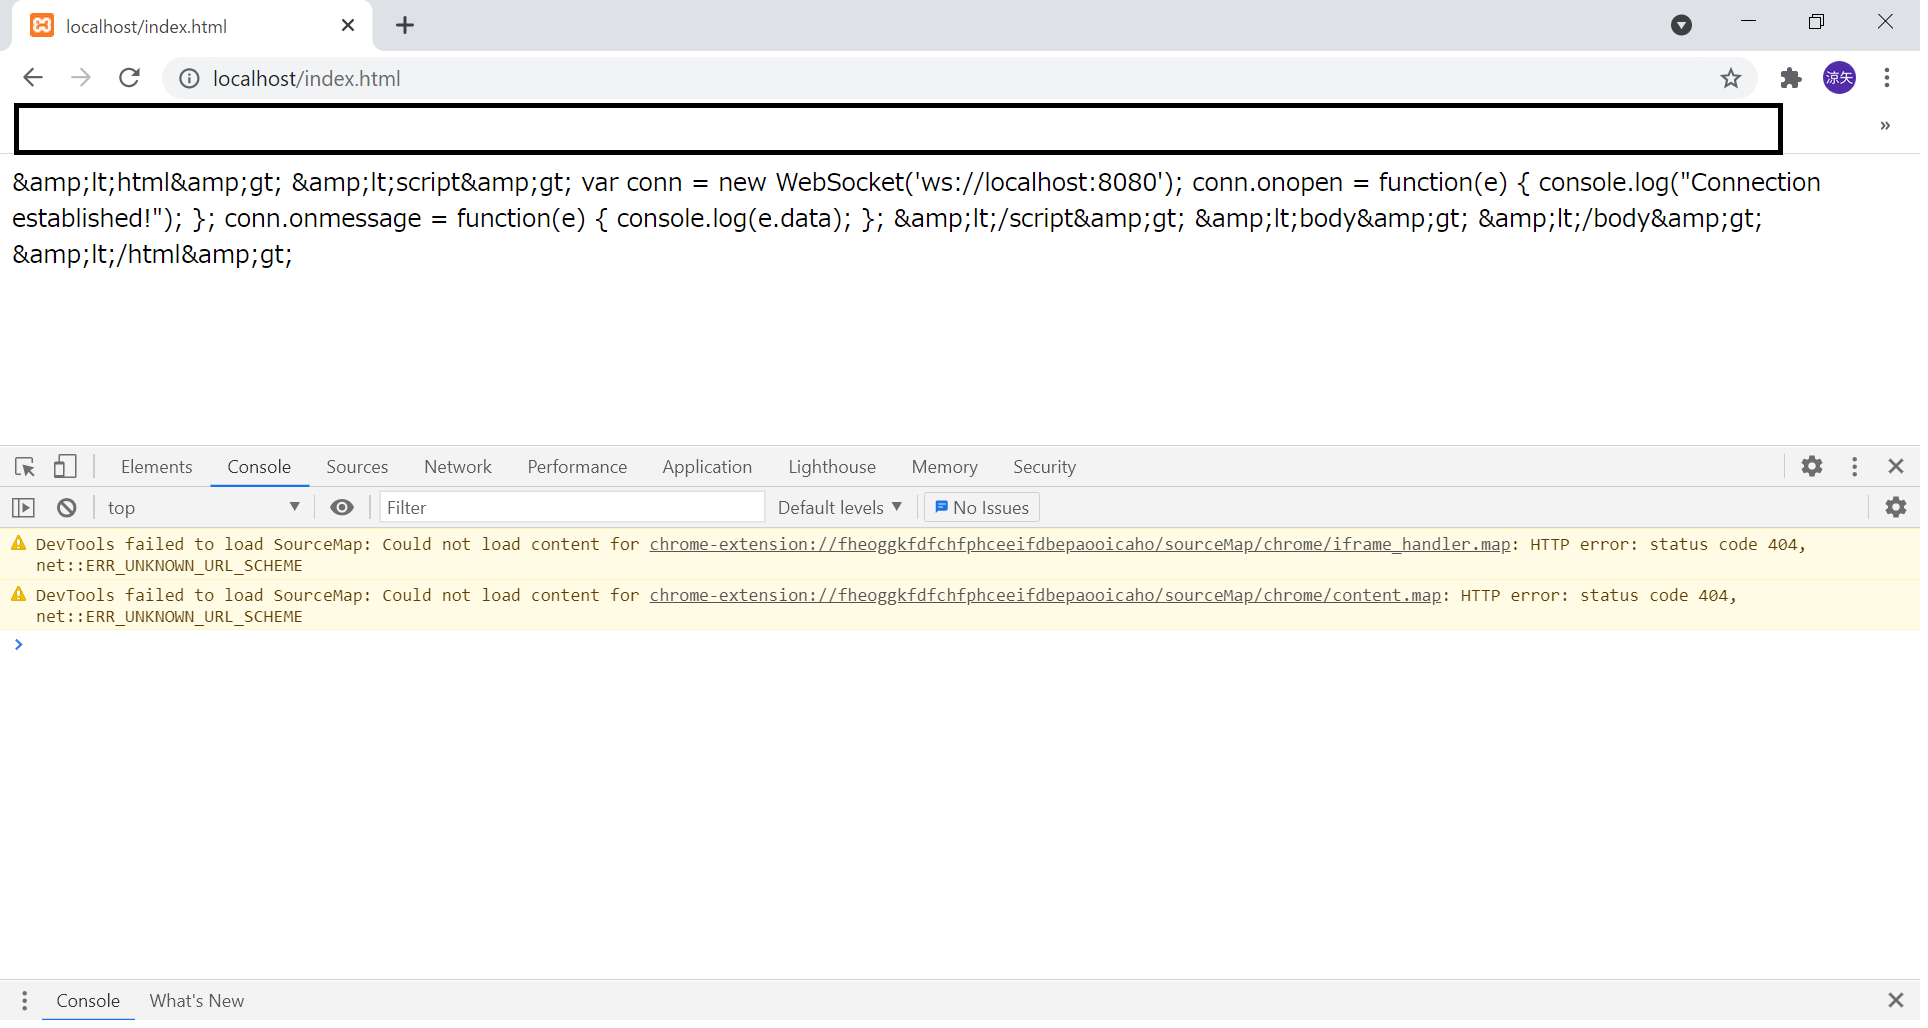 localhost/index.html
localhost/index.html
涼矢
»
&amp;lt;html&amp;gt; &amp;lt;script&amp;gt; var conn = new WebSocket('ws://localhost:8080'); conn.onopen = function(e) { console.log("Connection
established!"); }; conn.onmessage = function(e) { console.log(e.data); }; &amp;lt;/script&amp;gt; &amp;lt;body&amp;gt; &amp;lt;/body&amp;gt;
&amp;lt;/html&amp;gt;
Elements Console Sources Network Performance Application Lighthouse Memory Security
top Filter Default levels No Issues
DevTools failed to load SourceMap: Could not load content for chrome-extension://fheoggkfdfchfphceeifdbepaooicaho/sourceMap/chrome/iframe_handler.map: HTTP error: status code 404,
net::ERR_UNKNOWN_URL_SCHEME
DevTools failed to load SourceMap: Could not load content for chrome-extension://fheoggkfdfchfphceeifdbepaooicaho/sourceMap/chrome/content.map: HTTP error: status code 404,
net::ERR_UNKNOWN_URL_SCHEME
Console What's New